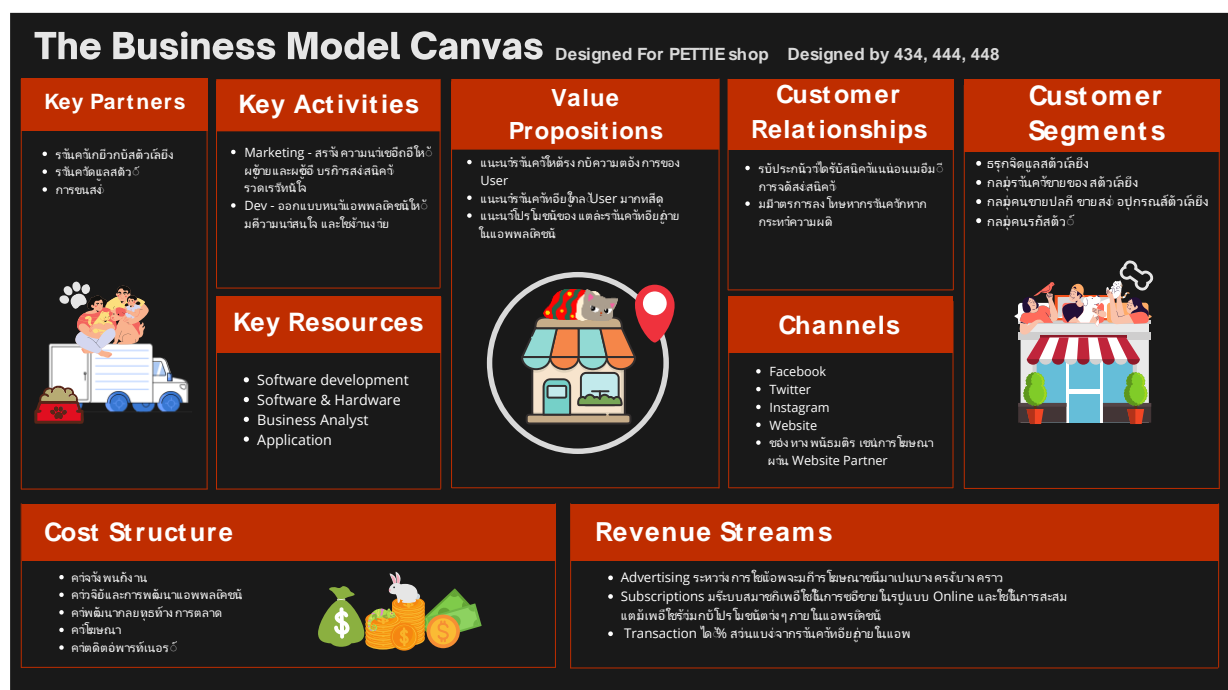 The Business Model Canvas Designed For PETTIE shop Designed by 434, 444, 448
Key Partners
ร้านค้าเกี่ยวกับสัตว์เลี้ยง
ร้านค้าดูแลสัตว์
การขนส่ง
Key Activities
Marketing - สร้างความน่าเชื่อถือให้
ผู้ขายและผู้ซื้อ บริการส่งสินค้า
รวดเร็วทันใจ
Dev - ออกแบบหน้าแอพพลิเคชันให้
มีความน่าสนใจ และใช้งานง่าย
Key Resources
Software development
Software & Hardware
Business Analyst
Application
Value
Propositions
แนะนำร้านค้าให้ตรงกับความต้องการของ
User
แนะนำร้านค้าที่อยู่ใกล้ User มากที่สุด
แนะนำโปรโมชันของแต่ละร้านค้าที่อยู่ภาย
ในแอพพลิเคชัน
Customer
Relationships
รับประกันว่าได้รับสินค้าแน่นอนเมื่อมี
การจัดส่งสินค้า
มีมาตรการลงโทษหากร้านค้าหาก
กระทำความผิด
Channels
Facebook
Twitter
Instagram
Website
ช่องทางพันธมิตร เช่นการโฆษณา
ผ่าน Website Partner
Customer
Segments
ธุรกิจดูแลสัตว์เลี้ยง
กลุ่มร้านค้าขายของสัตว์เลี้ยง
กลุ่มคนขายปลีก ขายส่ง อุปกรณ์สัตว์เลี้ยง
กลุ่มคนรักสัตว์
Cost Structure
ค่าจ้างพนักงาน
ค่าวิจัยและการพัฒนาแอพพลิเคชัน
ค่าพัฒนากลยุทธ์ทางการตลาด
ค่าโฆษณา
ค่าติดต่อพาร์ทเนอร์
Revenue Streams
Advertising ระหว่างการใช้แอพจะมีการโฆษณาขึ้นมาเป็นบางครั้งบางคราว
Subscriptions มีระบบสมาชิกเพื่อใช้ในการซื้อขายในรูปแบบ Online และใช้ในการสะสม
แต้มเพื่อใช้ร่วมกับโปรโมชันต่างๆภายในแอพริเคชัน
Transaction ได้ % ส่วนแบ่งจากร้านค้าที่อยู่ภายในแอพ